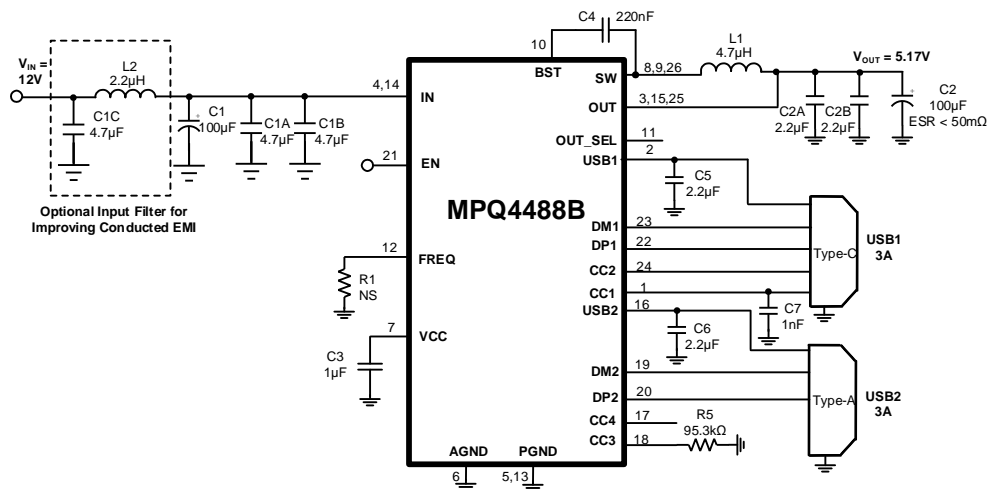 C4
220nF
10
BST
V_IN =
12V
L2
2.2µH
4,14
IN
C1C
4.7µF
C1
100µF
C1A
4.7µF
C1B
4.7µF
Optional Input Filter for
Improving Conducted EMI
21
EN
12
FREQ
R1
NS
7
VCC
C3
1µF
MPQ4488B
AGND
6
PGND
5,13
SW
8,9,26
L1
4.7µH
V_OUT = 5.17V
OUT
3,15,25
C2A
2.2µF
C2B
2.2µF
C2
100µF
ESR < 50mΩ
OUT_SEL
11
USB1
2
C5
2.2µF
DM1
23
DP1
22
CC2
24
CC1
1
Type-C
USB1
3A
C7
1nF
USB2
16
C6
2.2µF
DM2
19
DP2
20
CC4
17
CC3
18
R5
95.3kΩ
Type-A
USB2
3A